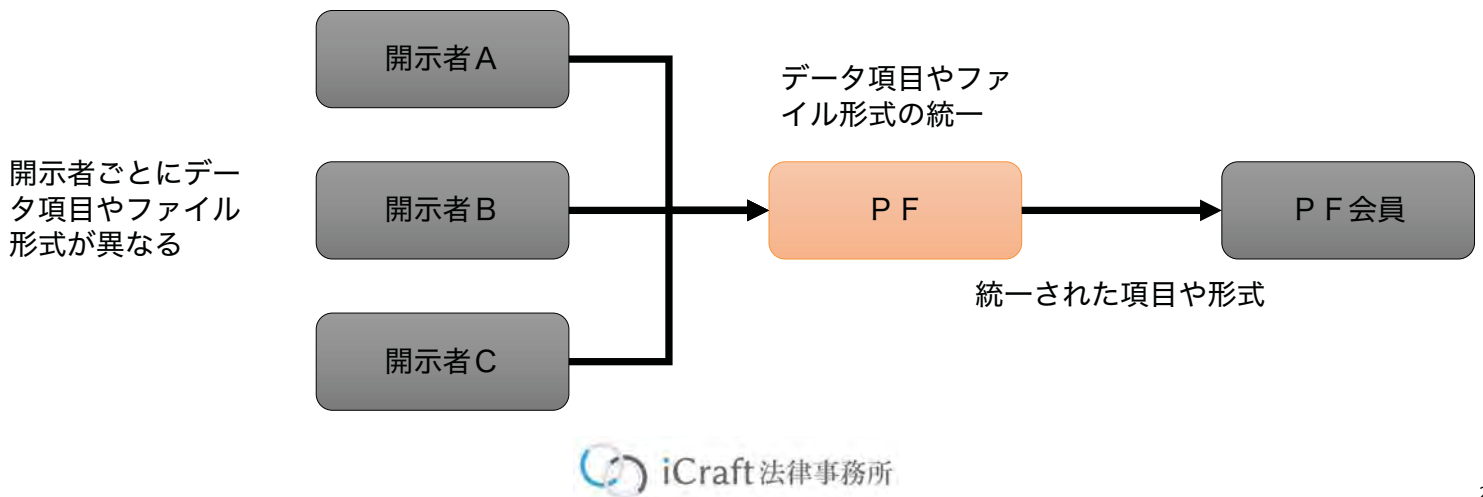 開示者A
データ項目やファ
イル形式の統一
開示者ごとにデー
タ項目やファイル
形式が異なる
開示者B
ＰＦ
ＰＦ会員
統一された項目や形式
開示者C
iCraft法律事務所